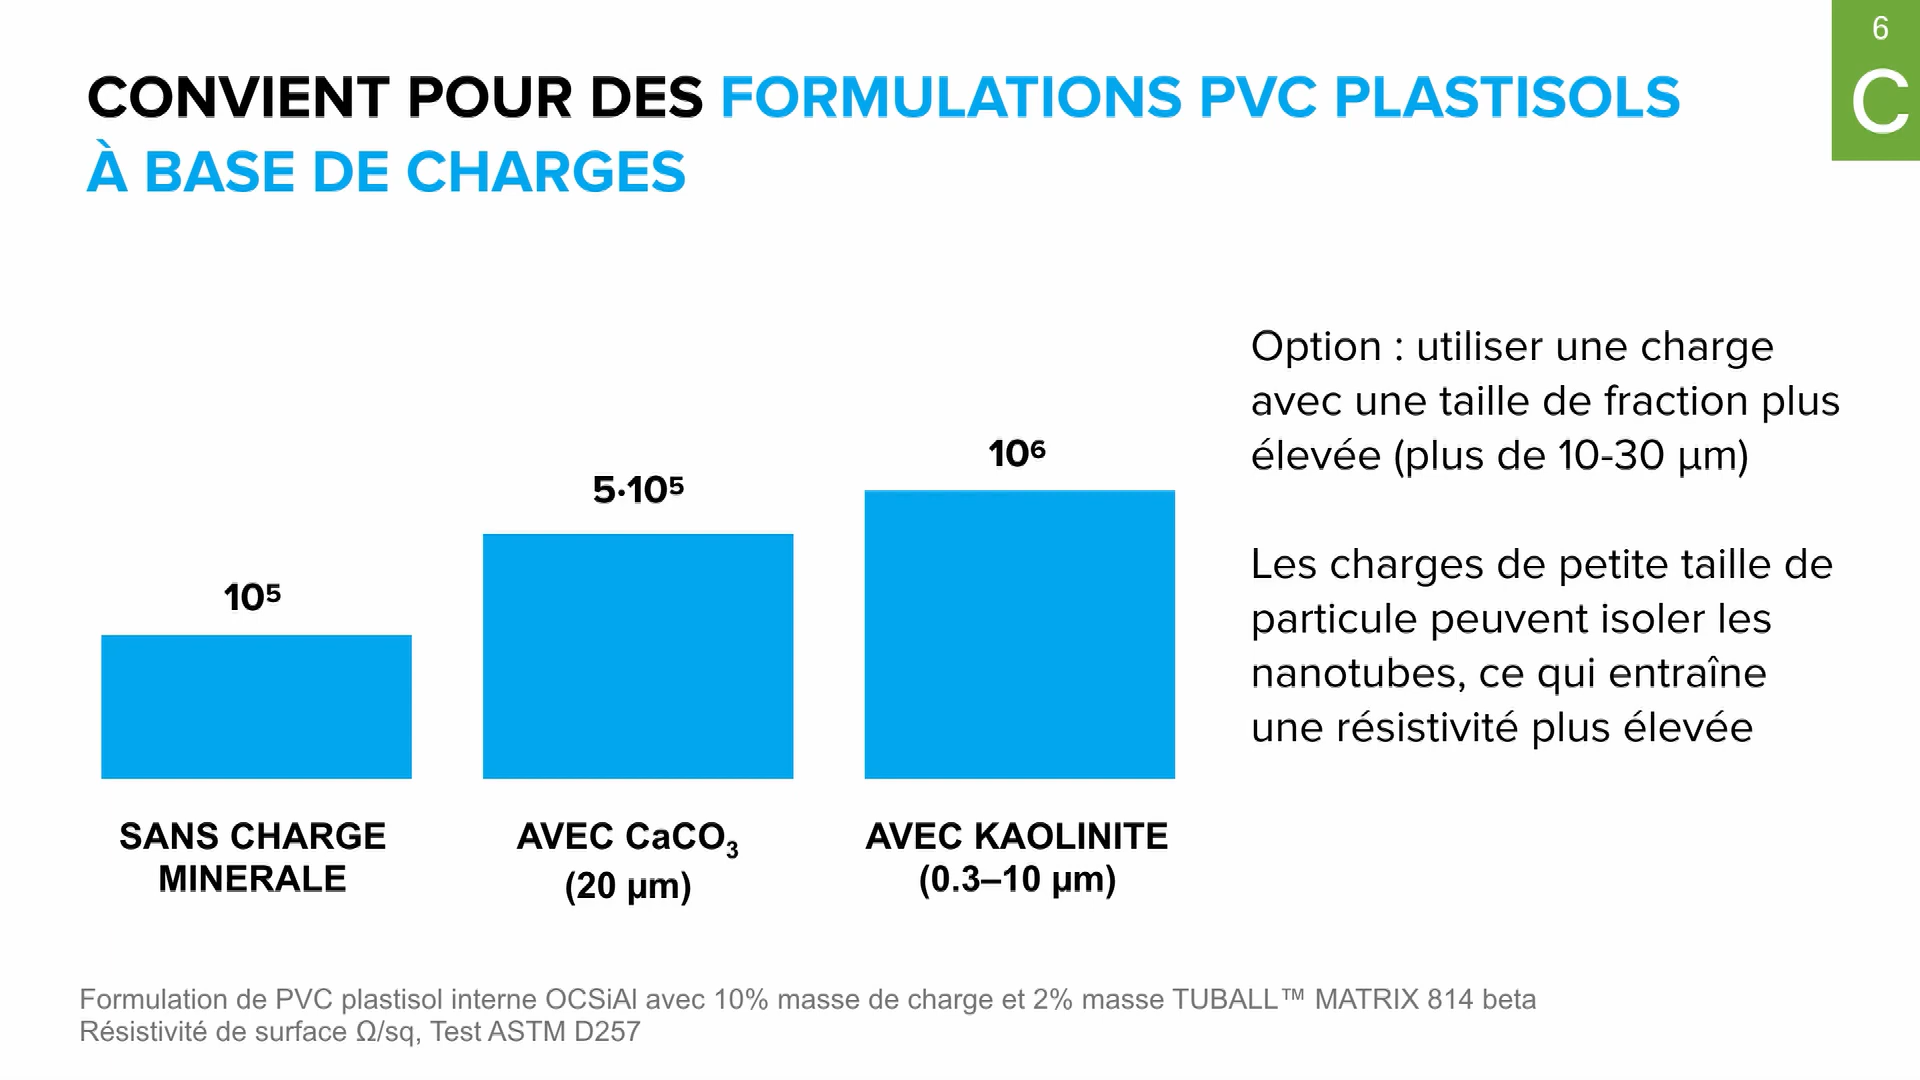 6
C
CONVIENT POUR DES FORMULATIONS PVC PLASTISOLS
À BASE DE CHARGES
10⁵
5·10⁵
10⁶
SANS CHARGE
MINERALE
AVEC CaCO₃
(20 µm)
AVEC KAOLINITE
(0.3–10 µm)
Option : utiliser une charge
avec une taille de fraction plus
élevée (plus de 10-30 µm)
Les charges de petite taille de
particule peuvent isoler les
nanotubes, ce qui entraîne
une résistivité plus élevée
Formulation de PVC plastisol interne OCSiAl avec 10% masse de charge et 2% masse TUBALL™ MATRIX 814 beta
Résistivité de surface Ω/sq, Test ASTM D257